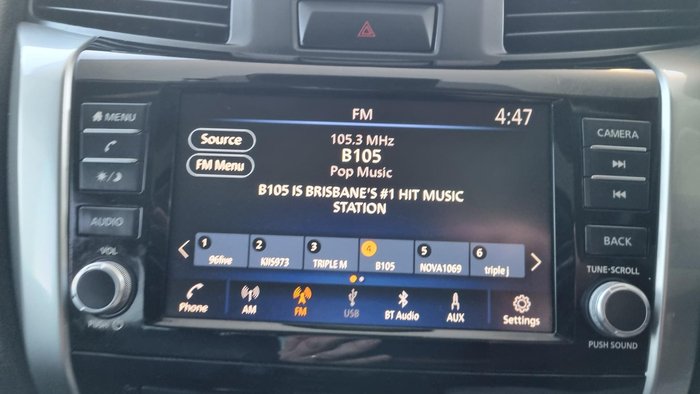 FM
4:47
MENU
CAMERA
Source
105.3 MHz
B105
FM Menu
Pop Music
B105 IS BRISBANE'S #1 HIT MUSIC
STATION
AUDIO
BACK
VOL
TUNE·SCROLL
1 2 3 4 5 6
96five KIIS973 TRIPLE M B105 NOVA1069 triple j
Phone AM FM USB BT Audio AUX Settings
PUSH
PUSH SOUND